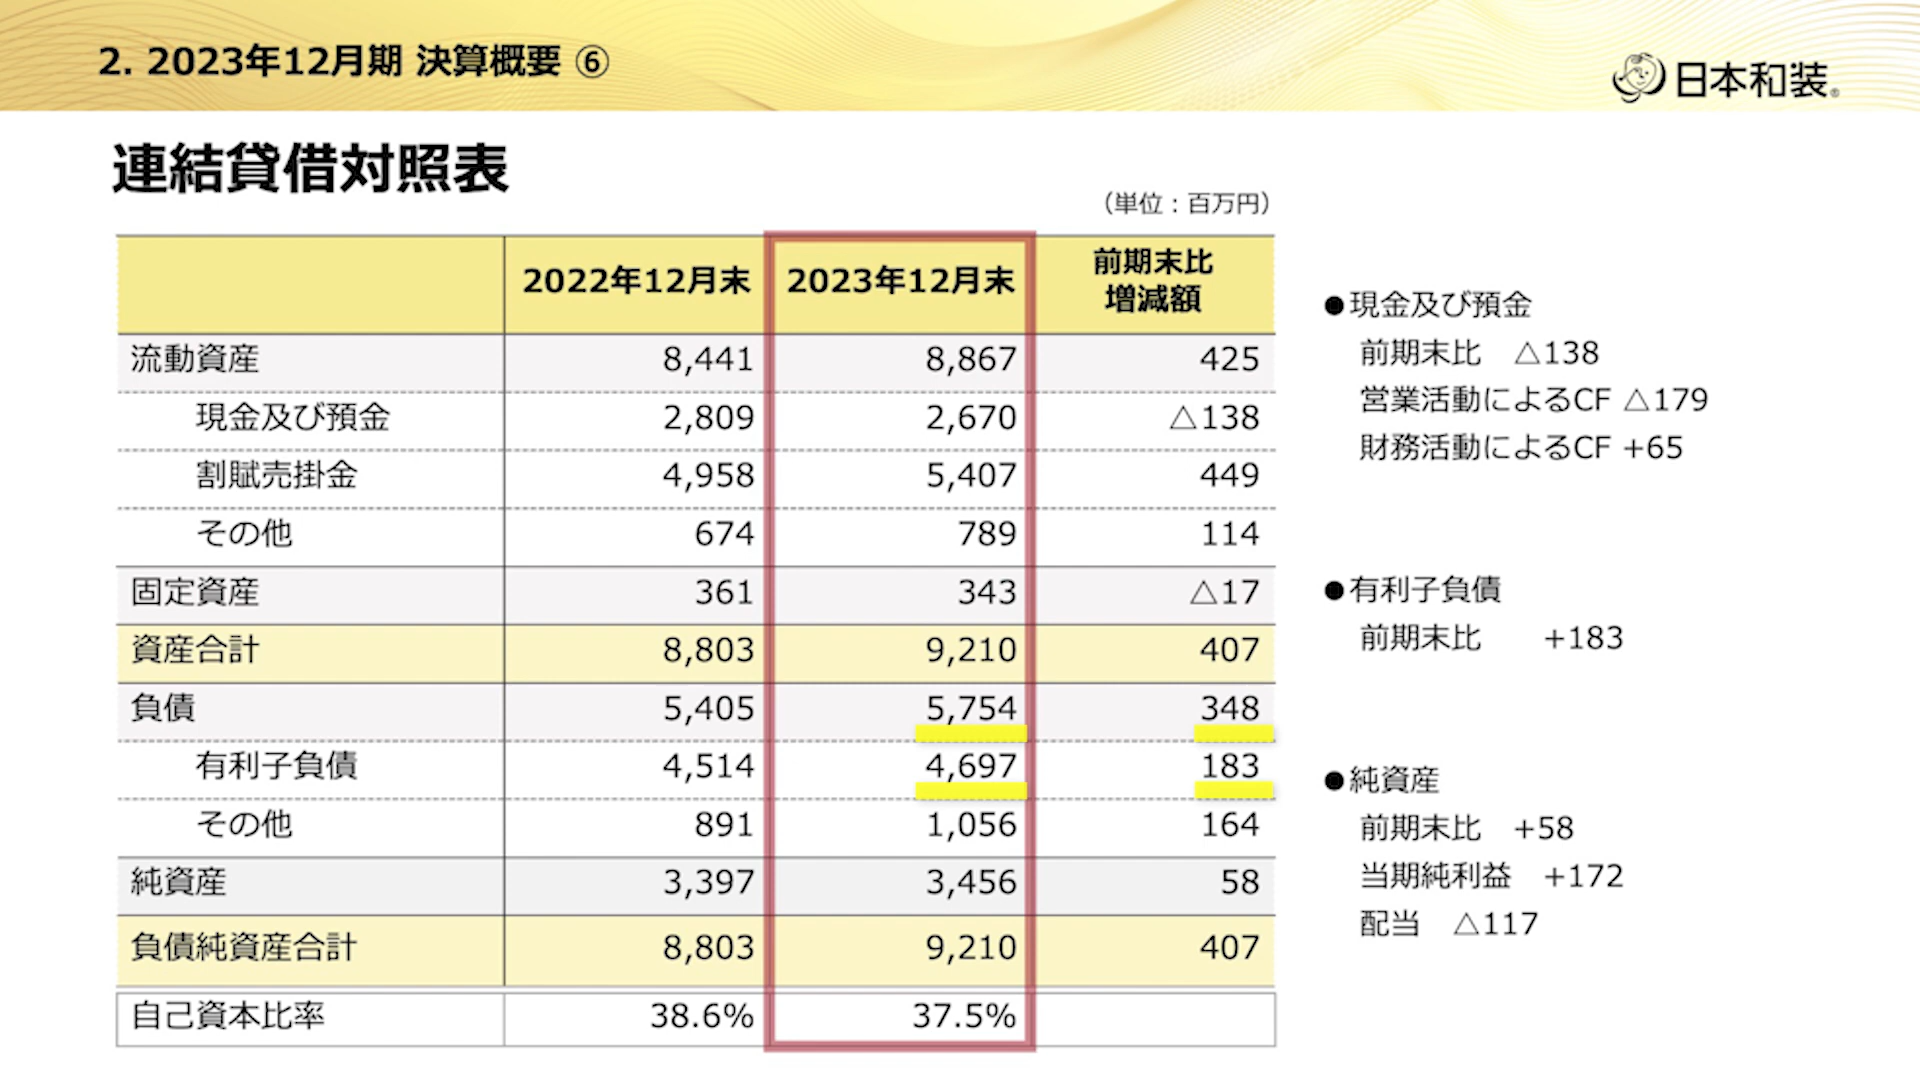 2. 2023年12月期 決算概要 ⑥
日本和装®
連結貸借対照表
（単位：百万円）
2022年12月末 2023年12月末 前期末比
増減額
流動資産 8,441 8,867 425
現金及び預金 2,809 2,670 △138
割賦売掛金 4,958 5,407 449
その他 674 789 114
固定資産 361 343 △17
資産合計 8,803 9,210 407
負債 5,405 5,754 348
有利子負債 4,514 4,697 183
その他 891 1,056 164
純資産 3,397 3,456 58
負債純資産合計 8,803 9,210 407
自己資本比率 38.6% 37.5%
●現金及び預金
前期末比 △138
営業活動によるCF △179
財務活動によるCF +65
●有利子負債
前期末比 +183
●純資産
前期末比 +58
当期純利益 +172
配当 △117